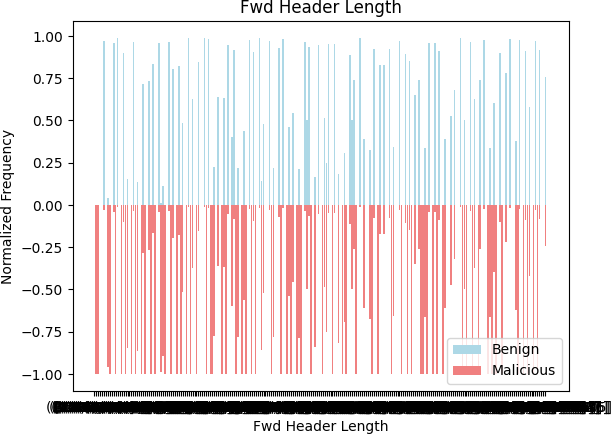 Fwd Header Length
1.00
0.75
0.50
0.25
0.00
−0.25
−0.50
−0.75
−1.00
Normalized Frequency
Benign
Malicious
Fwd Header Length